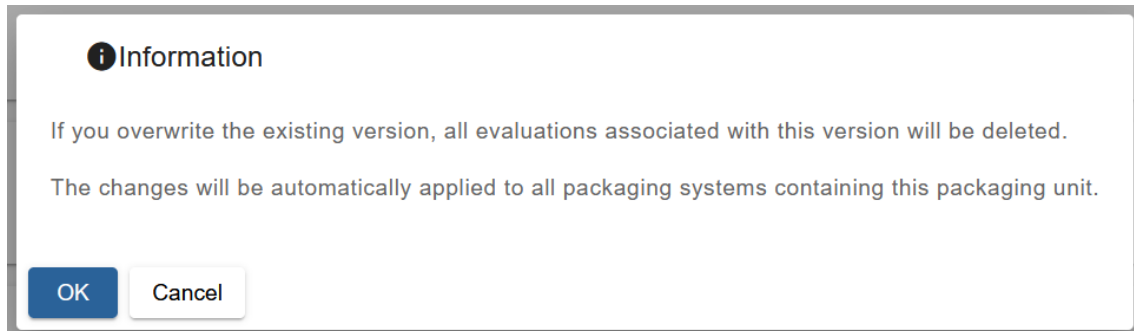 Information
If you overwrite the existing version, all evaluations associated with this version will be deleted.
The changes will be automatically applied to all packaging systems containing this packaging unit.
OK
Cancel